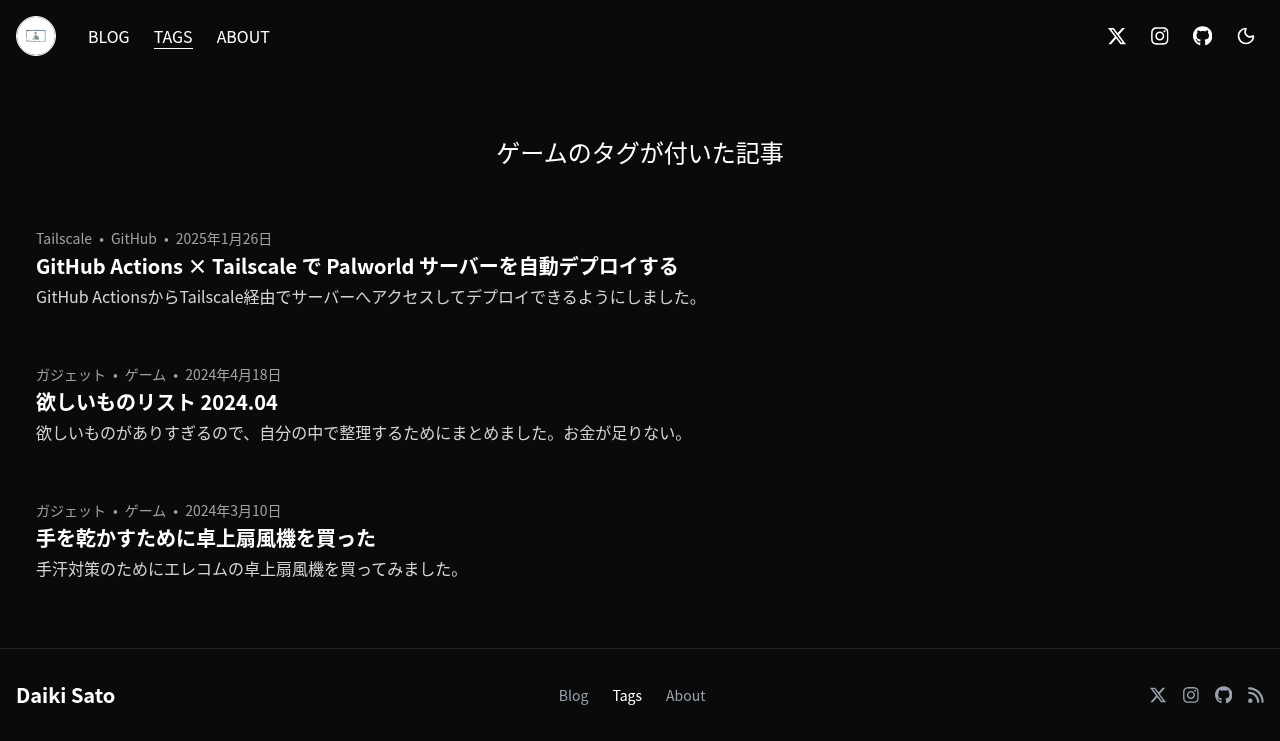 BLOG TAGS ABOUT
ゲームのタグが付いた記事
Tailscale • GitHub • 2025年1月26日
GitHub Actions × Tailscale で Palworld サーバーを自動デプロイする
GitHub ActionsからTailscale経由でサーバーへアクセスしてデプロイできるようにしました。
ガジェット • ゲーム • 2024年4月18日
欲しいものリスト 2024.04
欲しいものがありすぎるので、自分の中で整理するためにまとめました。お金が足りない。
ガジェット • ゲーム • 2024年3月10日
手を乾かすために卓上扇風機を買った
手汗対策のためにエレコムの卓上扇風機を買ってみました。
Daiki Sato Blog Tags About